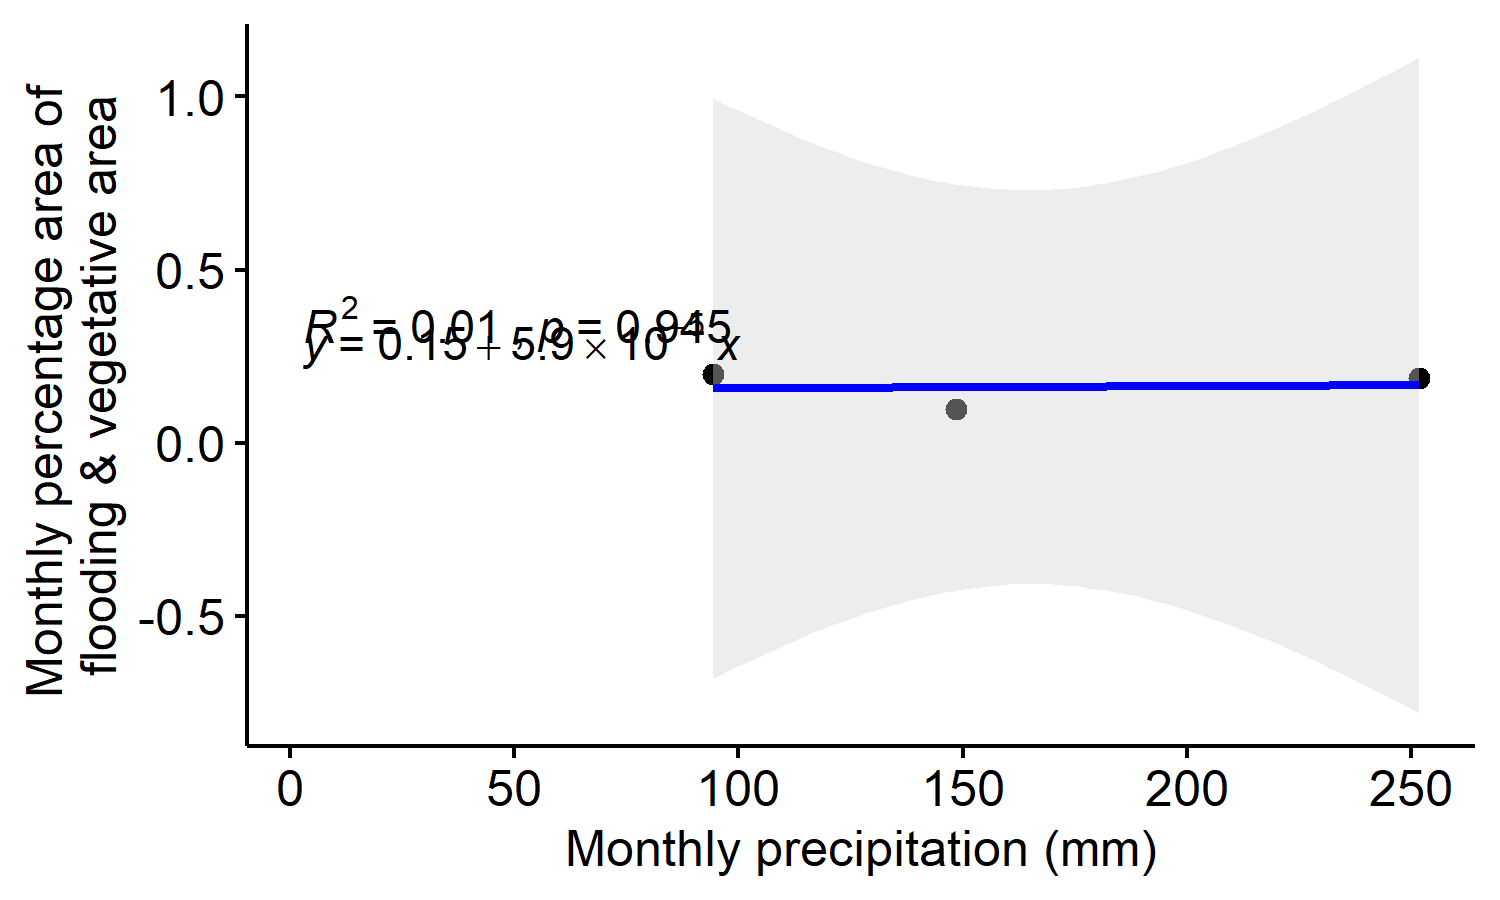 Monthly percentage area of
flooding & vegetative area
1.0
0.5
0.0
-0.5
R² = 0.01 , p = 0.945
y = 0.15 + 5.9 × 10 x
0 50 100 150 200 250
Monthly precipitation (mm)